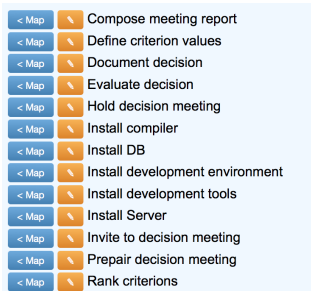 < Map Compose meeting report
< Map Define criterion values
< Map Document decision
< Map Evaluate decision
< Map Hold decision meeting
< Map Install compiler
< Map Install DB
< Map Install development environment
< Map Install development tools
< Map Install Server
< Map Invite to decision meeting
< Map Prepair decision meeting
< Map Rank criterions